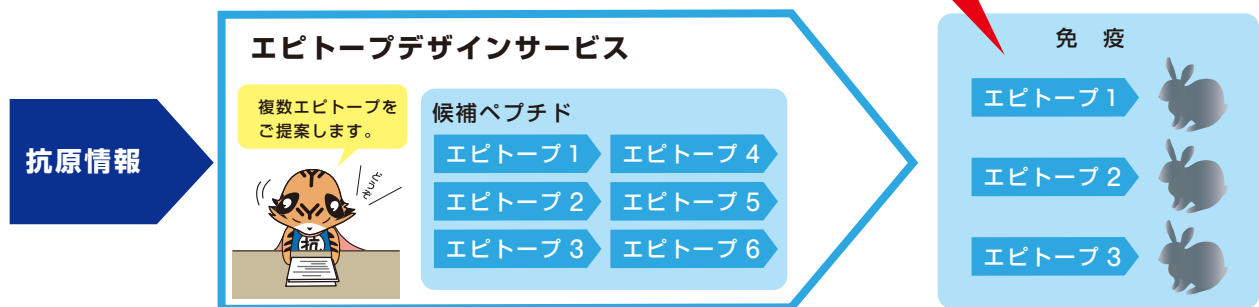 抗原情報
エピトープデザインサービス
複数エピトープを
ご提案します。
どうぞ
抗
候補ペプチド
エピトープ 1
エピトープ 4
エピトープ 2
エピトープ 5
エピトープ 3
エピトープ 6
免 疫
エピトープ 1
エピトープ 2
エピトープ 3